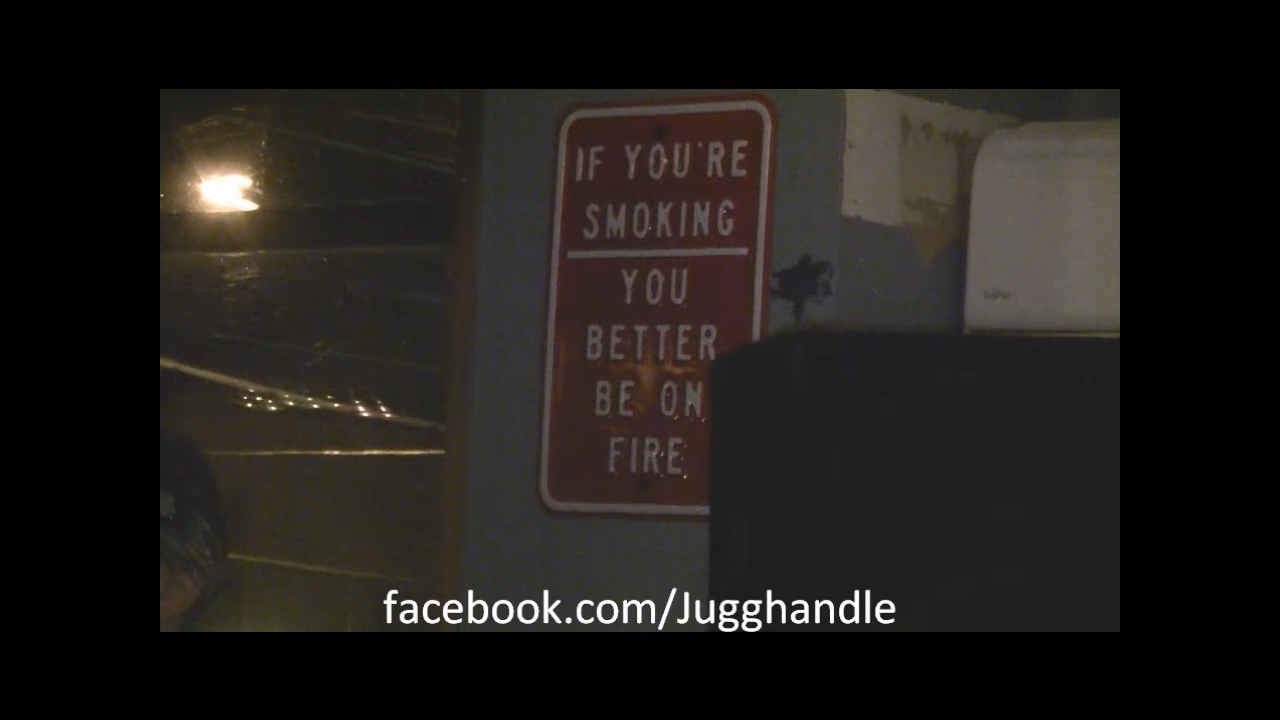 IF YOU'RE
SMOKING
YOU
BETTER
BE ON
FIRE
facebook.com/Jugghandle